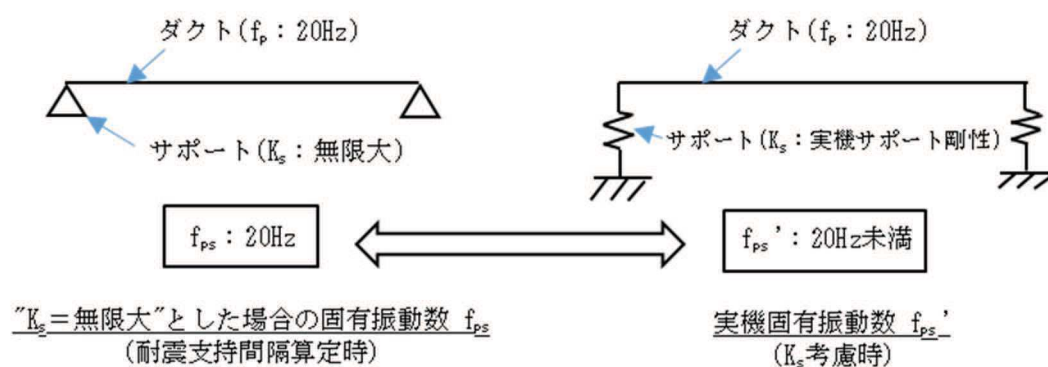 ダクト(fₚ：20Hz)
サポート(Kₛ：無限大)
fₚₛ：20Hz
"Kₛ＝無限大"とした場合の固有振動数 fₚₛ
(耐震支持間隔算定時)
ダクト(fₚ：20Hz)
サポート(Kₛ：実機サポート剛性)
fₚₛ'：20Hz未満
実機固有振動数 fₚₛ'
(Kₛ考慮時)